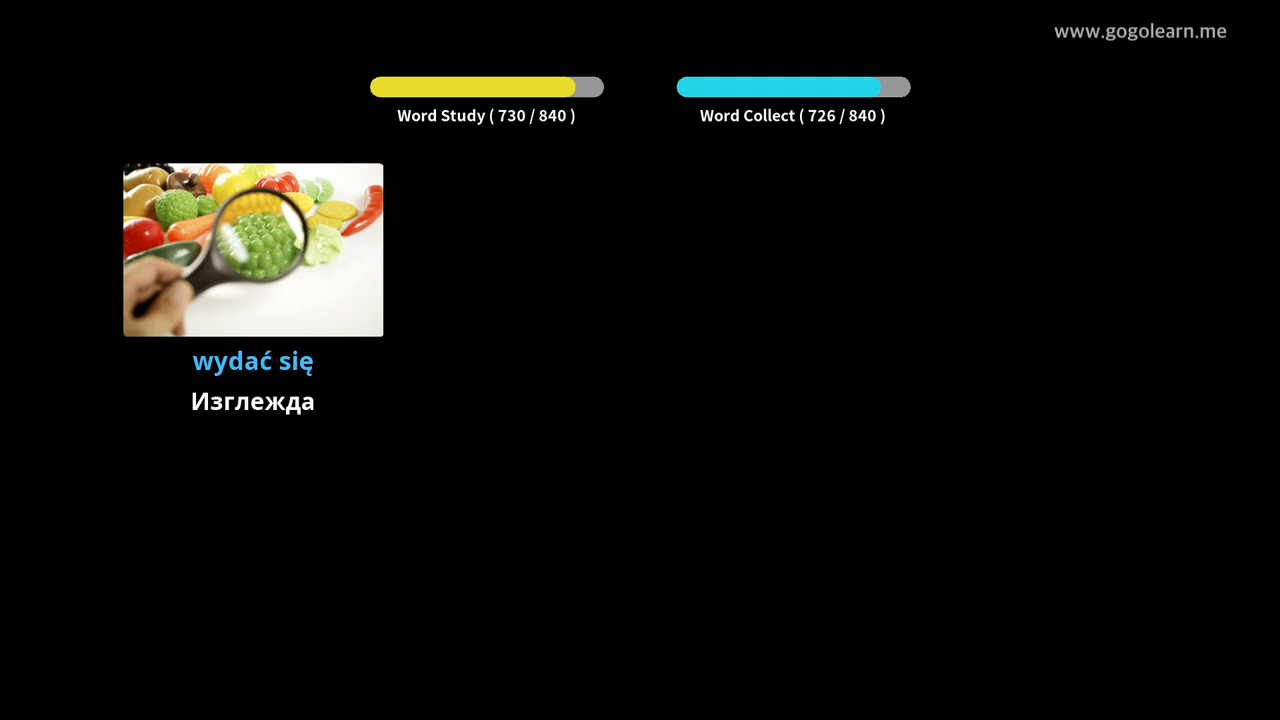 www.gogolearn.me
Word Study ( 730 / 840 )
Word Collect ( 726 / 840 )
wydać się
Изглежда